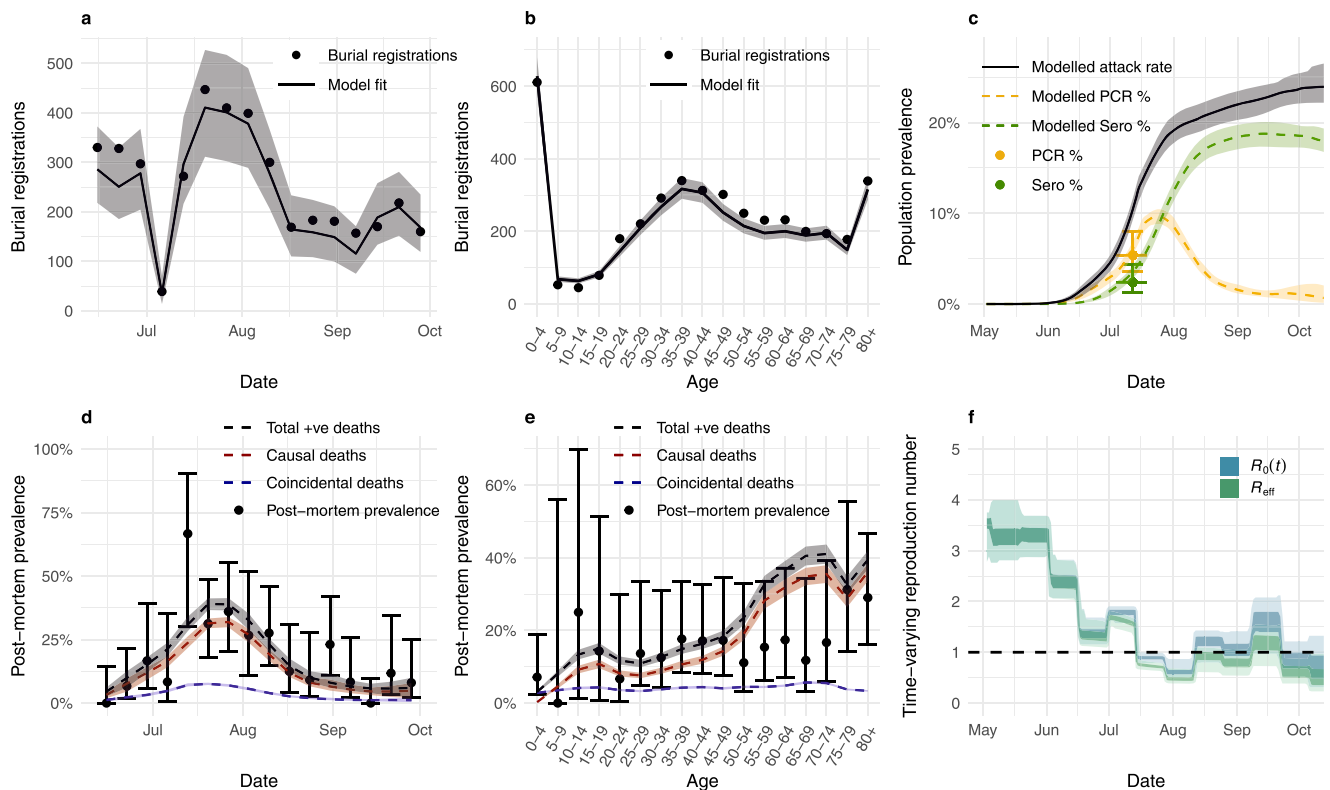 a
Burial registrations
Model fit
500
400
300
200
100
0
Burial registrations
Jul
Aug
Sep
Oct
Date
b
Burial registrations
Model fit
600
400
200
0
Burial registrations
0–4
5–9
10–14
15–19
20–24
25–29
30–34
35–39
40–44
45–49
50–54
55–59
60–64
65–69
70–74
75–79
80+
Age
c
Modelled attack rate
Modelled PCR %
Modelled Sero %
PCR %
Sero %
20%
10%
0%
Population prevalence
May
Jun
Jul
Aug
Sep
Oct
Date
d
Total +ve deaths
Causal deaths
Coincidental deaths
Post−mortem prevalence
100%
75%
50%
25%
0%
Post−mortem prevalence
Jul
Aug
Sep
Oct
Date
e
Total +ve deaths
Causal deaths
Coincidental deaths
Post−mortem prevalence
60%
40%
20%
0%
Post−mortem prevalence
0–4
5–9
10–14
15–19
20–24
25–29
30–34
35–39
40–44
45–49
50–54
55–59
60–64
65–69
70–74
75–79
80+
Age
f
R₀(t)
Reff
5
4
3
2
1
0
Time−varying reproduction number
May
Jun
Jul
Aug
Sep
Oct
Date